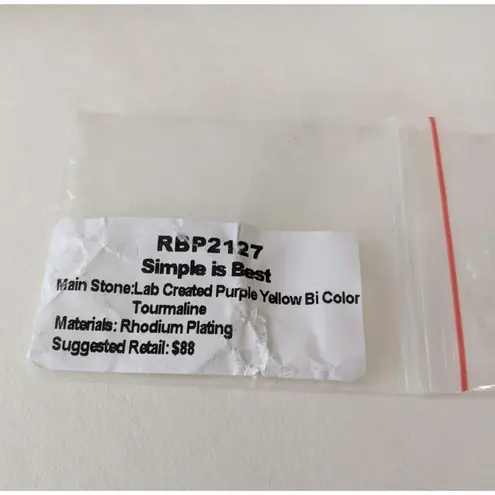 RBP2127
Simple is Best
Main Stone:Lab Created Purple Yellow Bi Color
Tourmaline
Materials: Rhodium Plating
Suggested Retail: $88